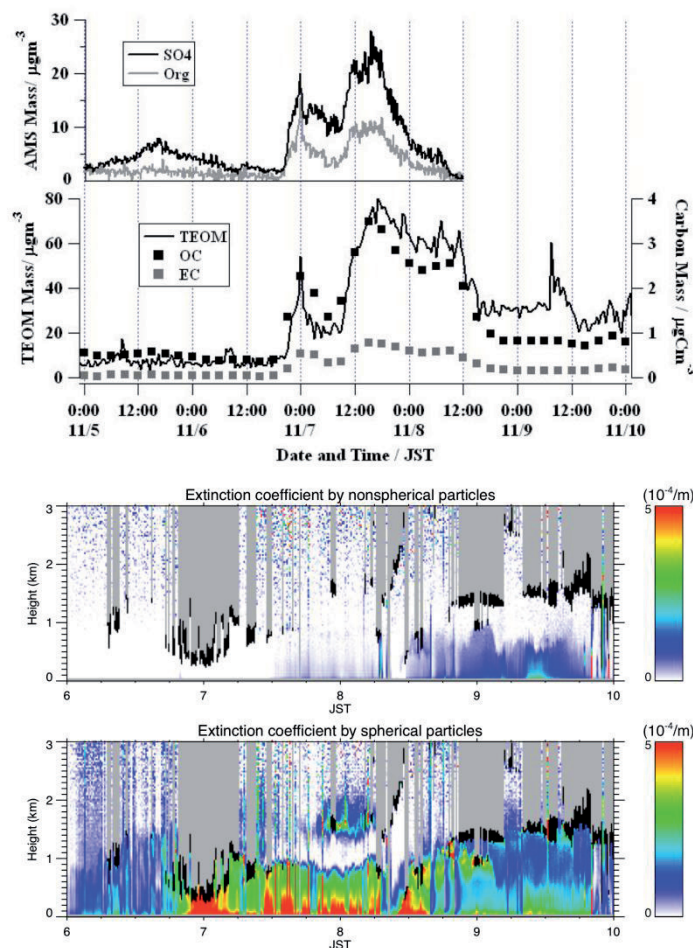 AMS Mass/ μgm-3
30
20
10
0
SO4
Org
TEOM Mass/ μgm-3
80
60
40
20
0
TEOM
OC
EC
4
3
2
1
0
Carbon Mass / μgCm-3
0:00 12:00 0:00 12:00 0:00 12:00 0:00 12:00 0:00 12:00 0:00
11/5 11/6 11/7 11/8 11/9 11/10
Date and Time / JST
Extinction coefficient by nonspherical particles
(10-4/m)
Height (km)
3
2
1
0
5
0
6 7 8 9 10
JST
Extinction coefficient by spherical particles
(10-4/m)
Height (km)
3
2
1
0
5
0
6 7 8 9 10
JST